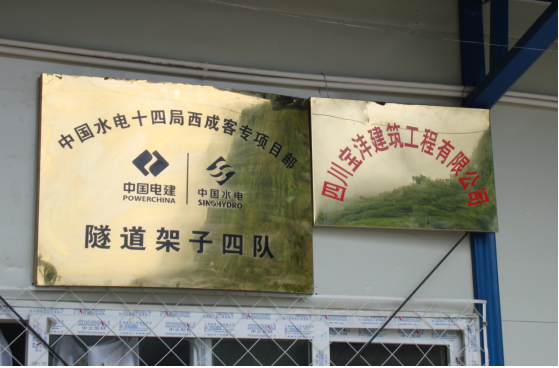 中国水电十四局西成客专项目部
中国电建
POWERCHINA
中国水电
SINOHYDRO
隧道架子四队
四川宝沣建筑工程有限公司